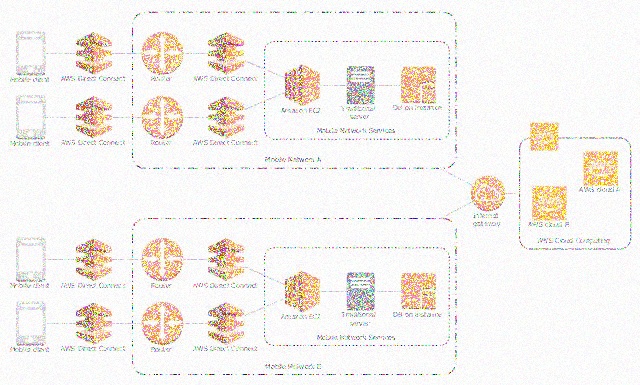 Mobile client
AWS Direct Connect
Router
AWS Direct Connect
Amazon EC2
Traditional
server
DB on instance
Mobile client
AWS Direct Connect
Router
AWS Direct Connect
Mobile Network Services
Mobile Network A
Internet
gateway
AWS cloud A
AWS cloud B
AWS Cloud Computing
Mobile client
AWS Direct Connect
Router
AWS Direct Connect
Amazon EC2
Traditional
server
DB on instance
Mobile client
AWS Direct Connect
Router
AWS Direct Connect
Mobile Network Services
Mobile Network B